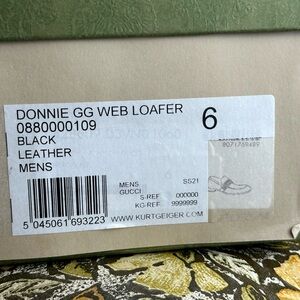 DONNIE GG WEB LOAFER
0880000109
BLACK
LEATHER
MENS
6
MENS SS21
GUCCI
S-REF 000000
KG-REF 9999999
WWW.KURTGEIGER.COM
5 045061 693223